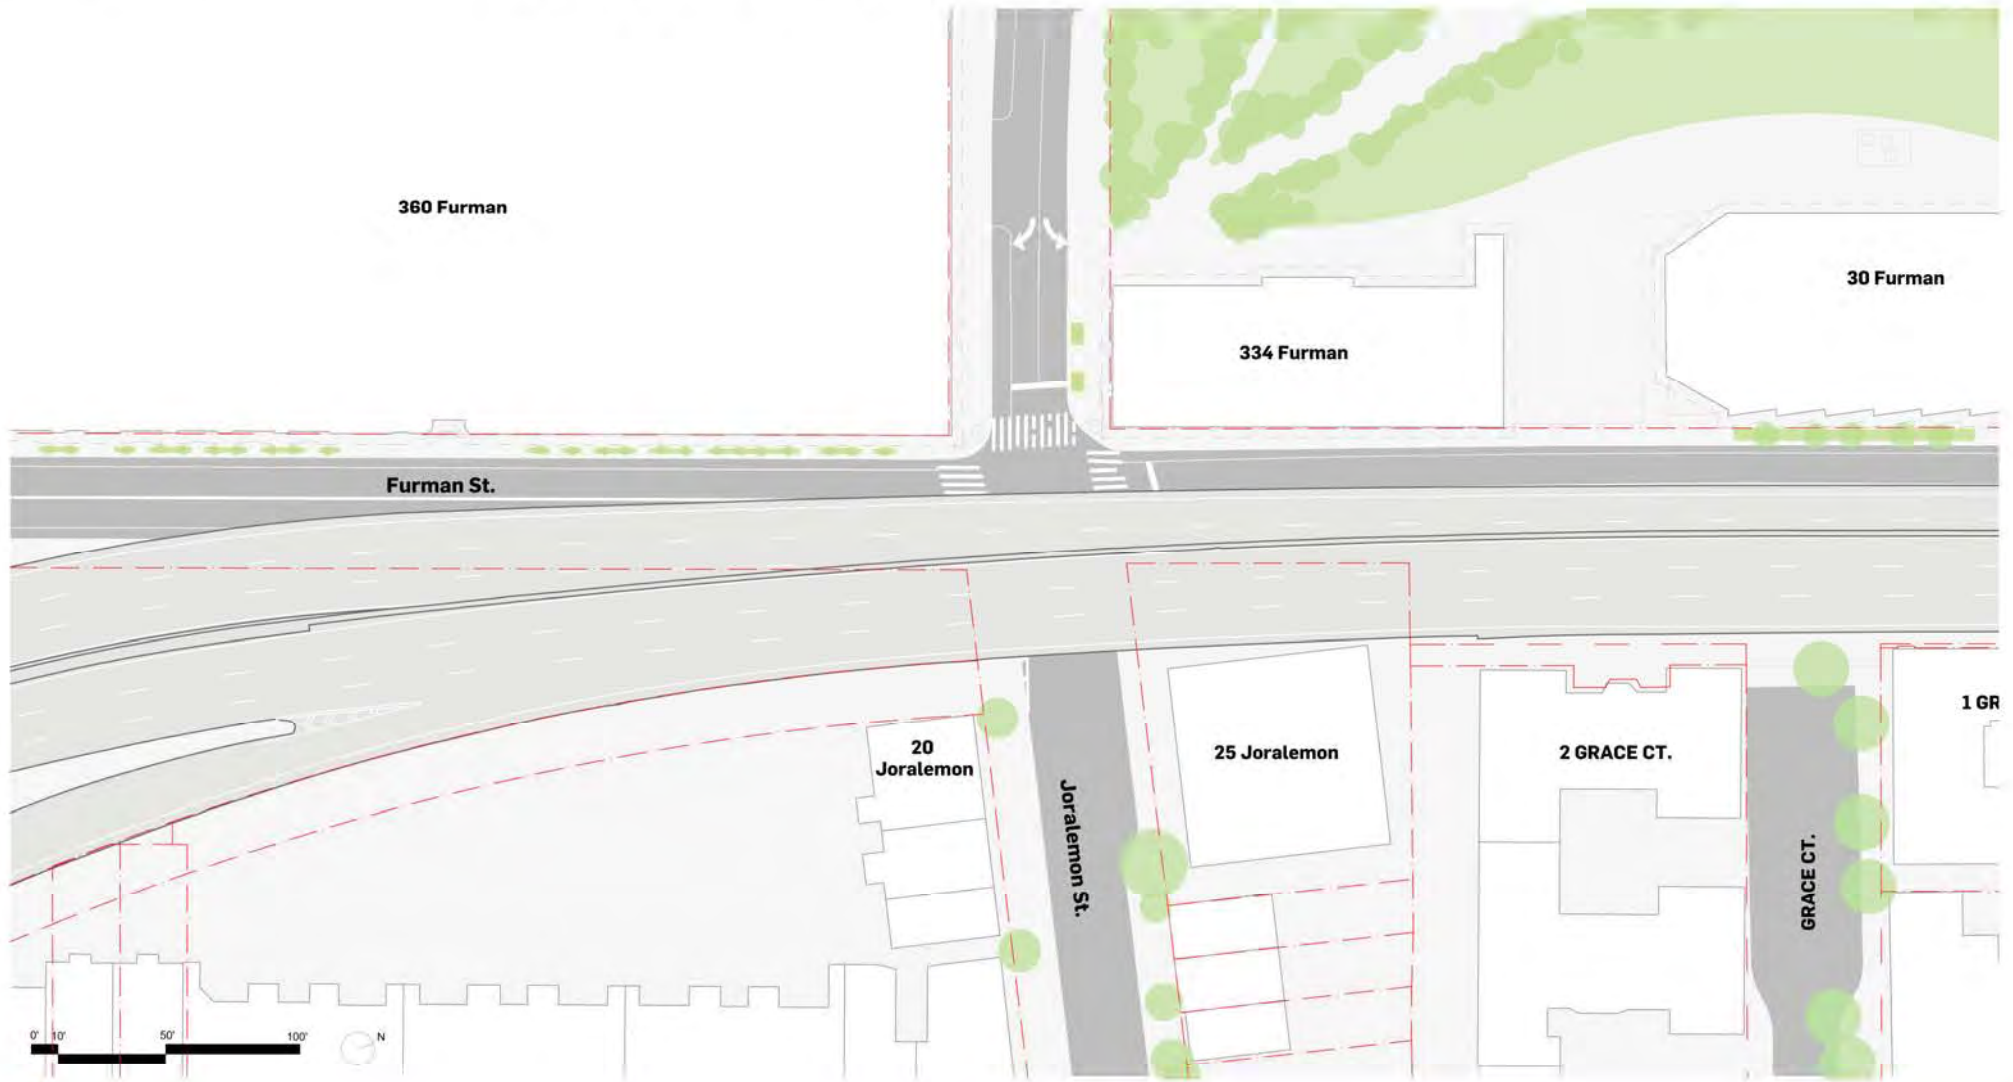 360 Furman
30 Furman
334 Furman
Furman St.
1 GR
20
Joralemon
25 Joralemon
2 GRACE CT.
Joralemon St.
GRACE CT.
0' 10' 50' 100' N